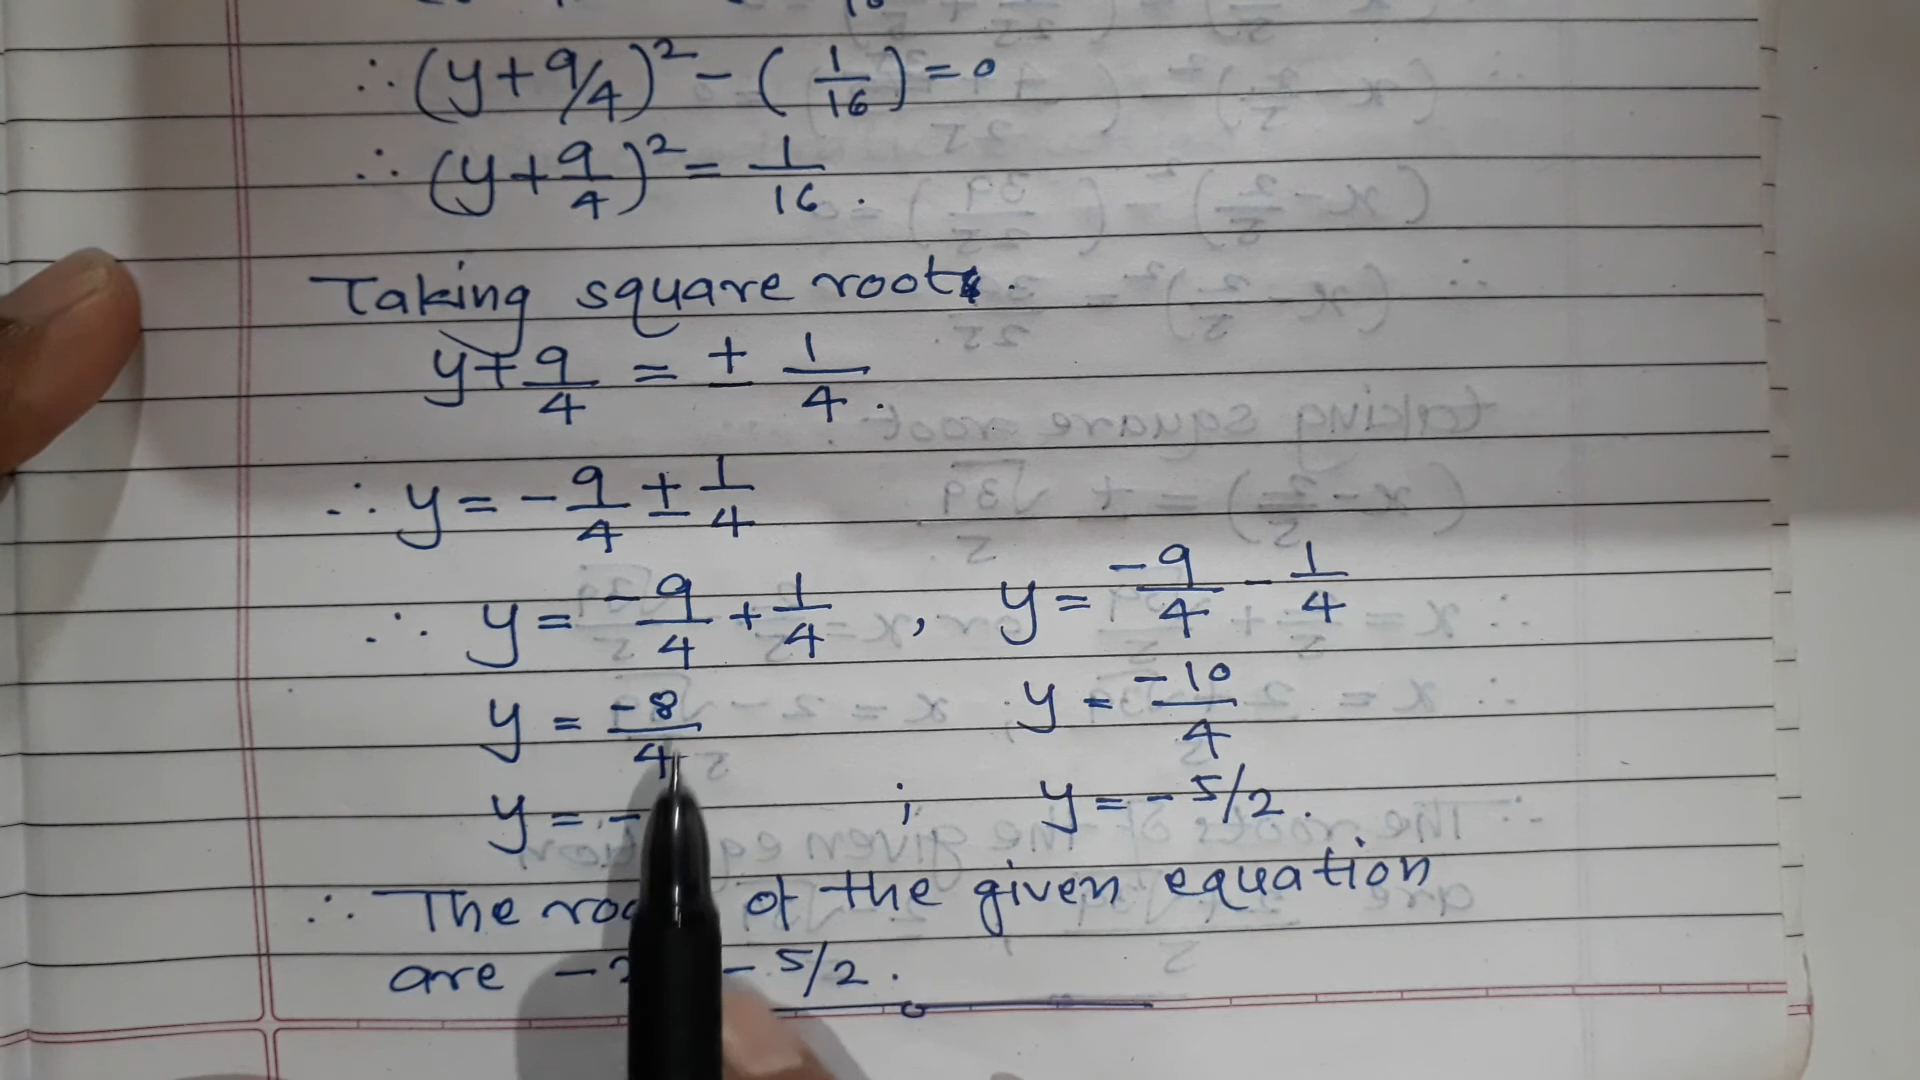 ∴ (y+9/4)² - (1/16) = 0
∴ (y+9/4)² = 1/16.
Taking square root.
y+9/4 = ± 1/4.
∴ y = -9/4 ± 1/4
∴ y = -9/4 + 1/4 , y = -9/4 - 1/4
y = -8/4 y = -10/4
y = - ; y = -5/2.
∴ The of the given equation
are - - 5/2.